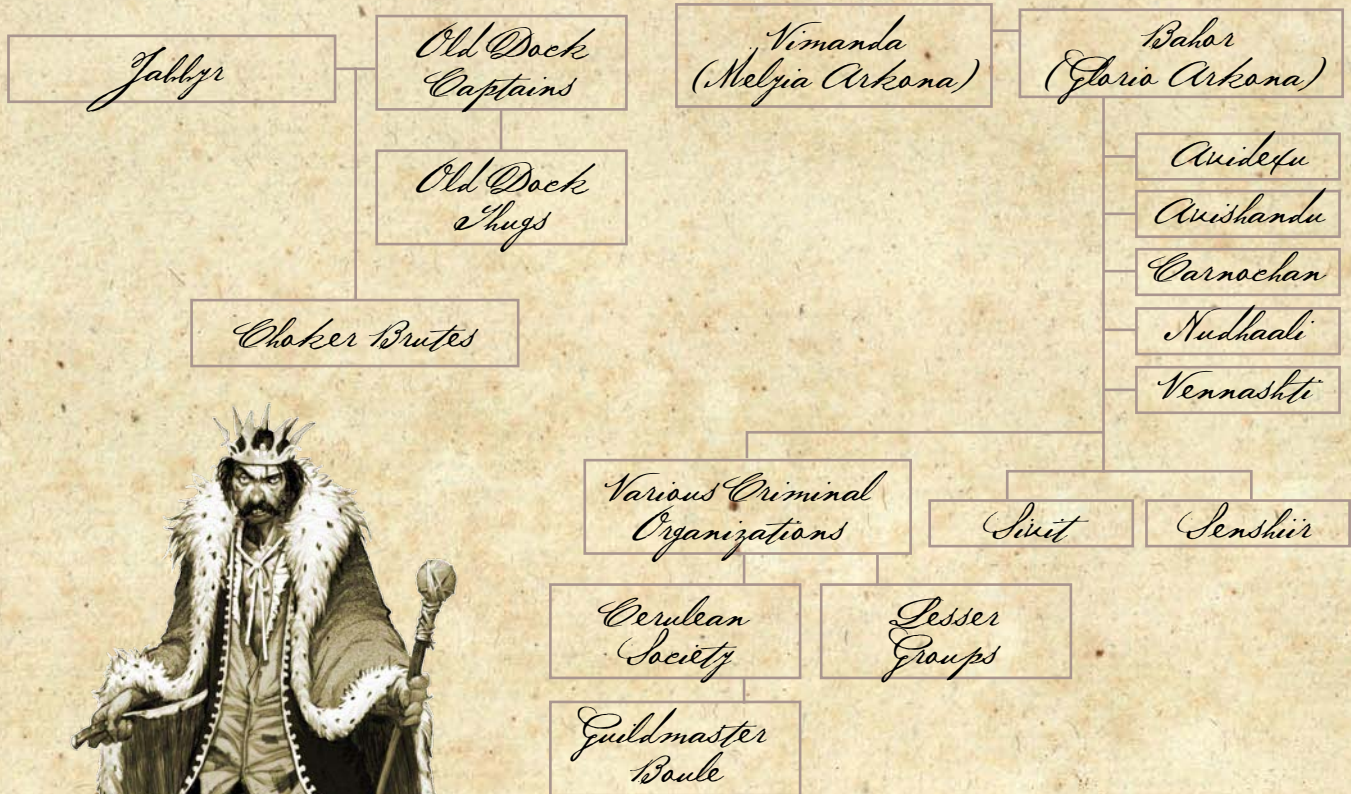 Jabbyr
Old Dock
Captains
Old Dock
Thugs
Choker Brutes
Vimanda
(Melyia Arkona)
Bahor
(Glorio Arkona)
Avidexu
Avishandu
Carnochan
Nudhaali
Vennashti
Various Criminal
Organizations
Sivit
Senshiir
Cerulean
Society
Lesser
Groups
Guildmaster
Boule